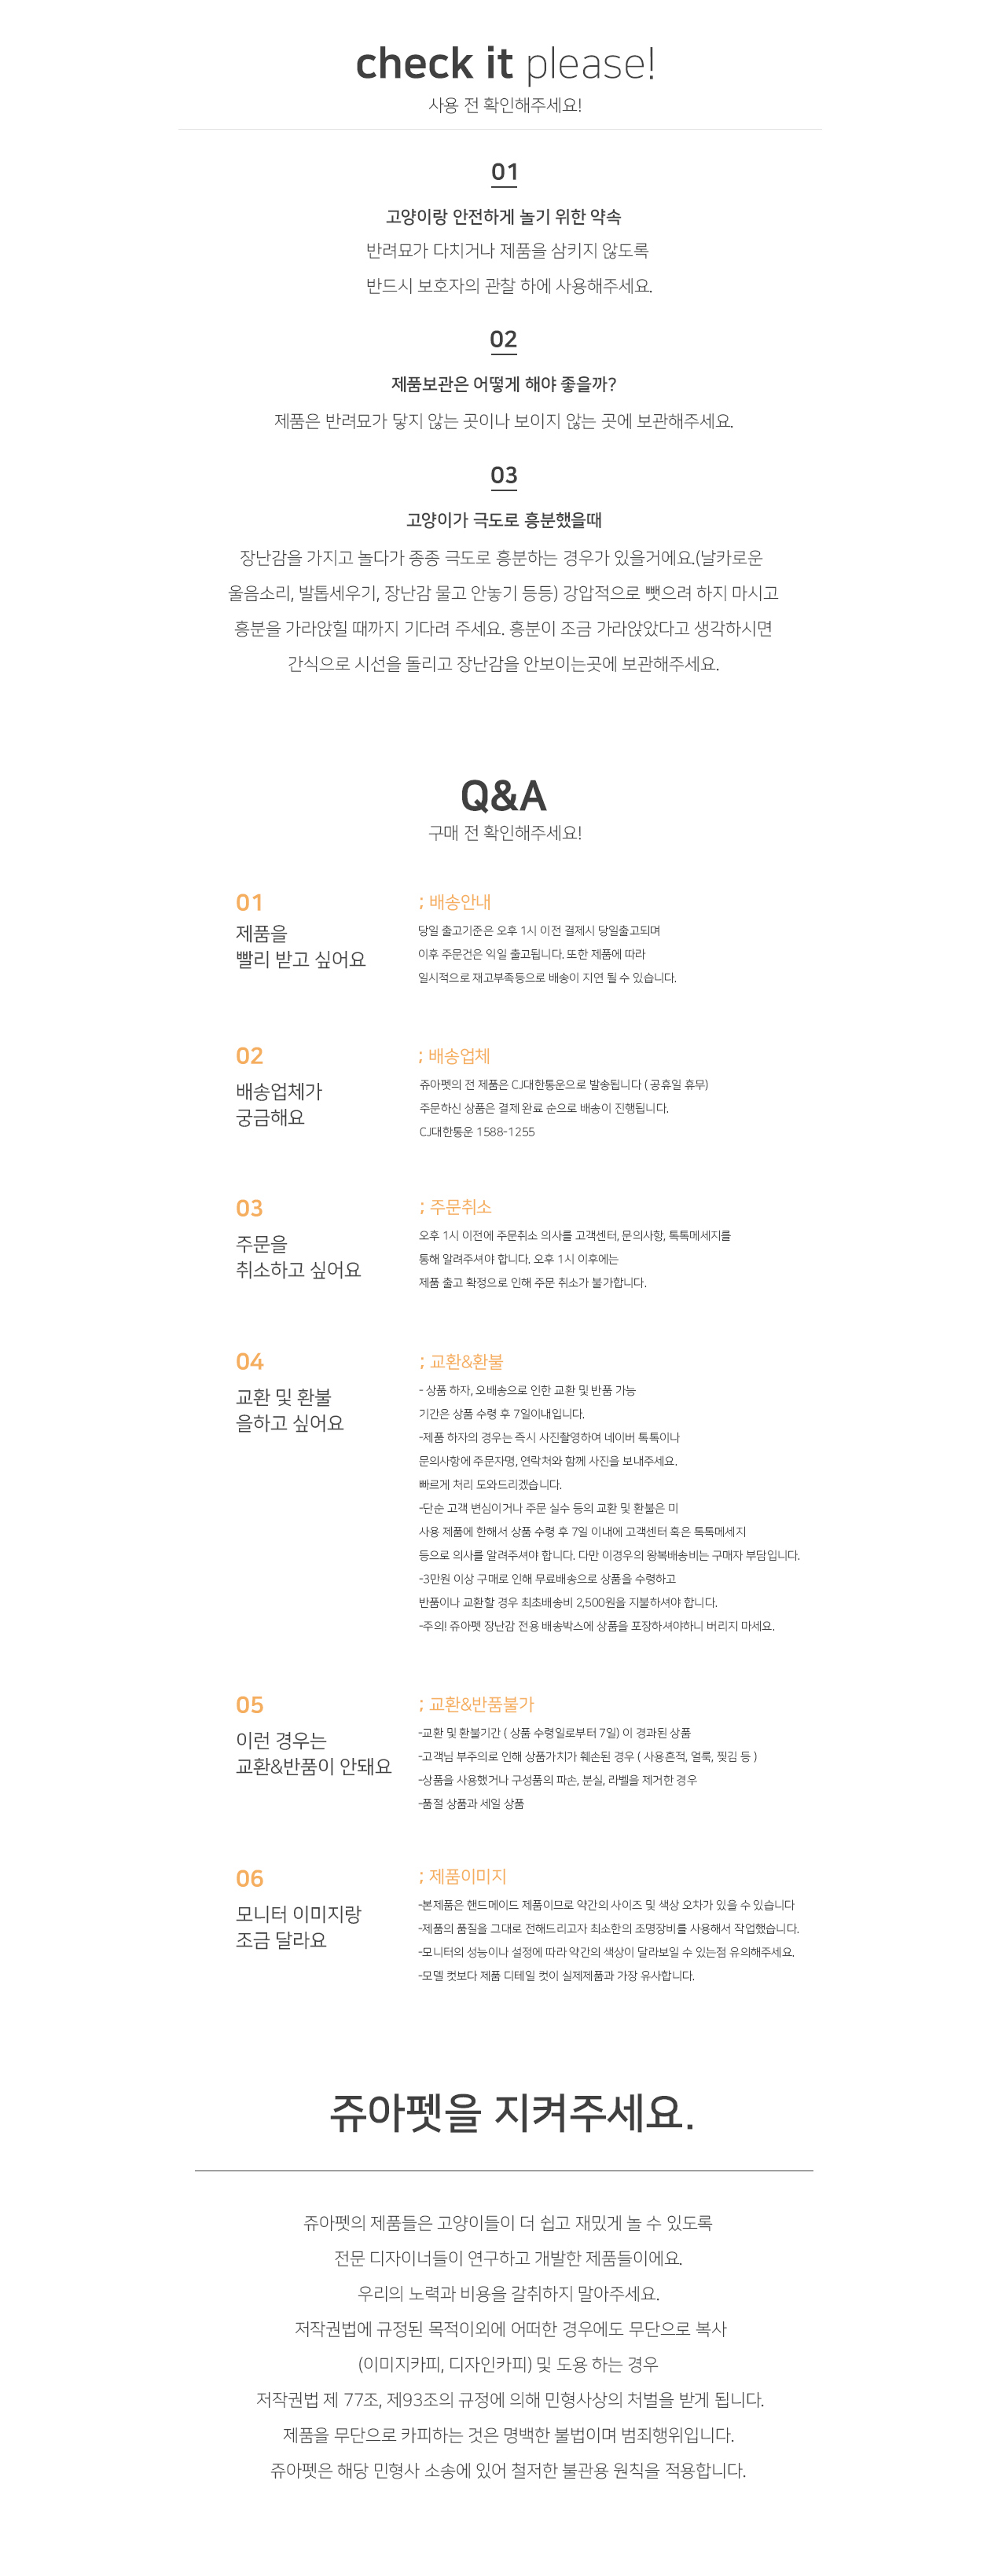 check it please!
사용 전 확인해주세요!
01
고양이랑 안전하게 놀기 위한 약속
반려묘가 다치거나 제품을 삼키지 않도록
반드시 보호자의 관찰 하에 사용해주세요.
02
제품보관은 어떻게 해야 좋을까?
제품은 반려묘가 닿지 않는 곳이나 보이지 않는 곳에 보관해주세요.
03
고양이가 극도로 흥분했을때
장난감을 가지고 놀다가 종종 극도로 흥분하는 경우가 있을거에요.(날카로운
울음소리, 발톱세우기, 장난감 물고 안놓기 등등) 강압적으로 뺏으려 하지 마시고
흥분을 가라앉힐 때까지 기다려 주세요. 흥분이 조금 가라앉았다고 생각하시면
간식으로 시선을 돌리고 장난감을 안보이는곳에 보관해주세요.
Q&A
구매 전 확인해주세요!
01
제품을
빨리 받고 싶어요
; 배송안내
당일 출고기준은 오후 1시 이전 결제시 당일출고되며
이후 주문건은 익일 출고됩니다. 또한 제품에 따라
일시적으로 재고부족등으로 배송이 지연 될 수 있습니다.
02
배송업체가
궁금해요
; 배송업체
쥬아펫의 전 제품은 CJ대한통운으로 발송됩니다 ( 공휴일 휴무)
주문하신 상품은 결제 완료 순으로 배송이 진행됩니다.
CJ대한통운 1588-1255
03
주문을
취소하고 싶어요
; 주문취소
오후 1시 이전에 주문취소 의사를 고객센터, 문의사항, 톡톡메세지를
통해 알려주셔야 합니다. 오후 1시 이후에는
제품 출고 확정으로 인해 주문 취소가 불가합니다.
04
교환 및 환불
을하고 싶어요
; 교환&환불
- 상품 하자, 오배송으로 인한 교환 및 반품 가능
기간은 상품 수령 후 7일이내입니다.
-제품 하자의 경우는 즉시 사진촬영하여 네이버 톡톡이나
문의사항에 주문자명, 연락처와 함께 사진을 보내주세요.
빠르게 처리 도와드리겠습니다.
-단순 고객 변심이거나 주문 실수 등의 교환 및 환불은 미
사용 제품에 한해서 상품 수령 후 7일 이내에 고객센터 혹은 톡톡메세지
등으로 의사를 알려주셔야 합니다. 다만 이경우의 왕복배송비는 구매자 부담입니다.
-3만원 이상 구매로 인해 무료배송으로 상품을 수령하고
반품이나 교환할 경우 최초배송비 2,500원을 지불하셔야 합니다.
-주의! 쥬아펫 장난감 전용 배송박스에 상품을 포장하셔야하니 버리지 마세요.
05
이런 경우는
교환&반품이 안돼요
; 교환&반품불가
-교환 및 환불기간 ( 상품 수령일로부터 7일) 이 경과된 상품
-고객님 부주의로 인해 상품가치가 훼손된 경우 ( 사용흔적, 얼룩, 찢김 등 )
-상품을 사용했거나 구성품의 파손, 분실, 라벨을 제거한 경우
-품절 상품과 세일 상품
06
모니터 이미지랑
조금 달라요
; 제품이미지
-본제품은 핸드메이드 제품이므로 약간의 사이즈 및 색상 오차가 있을 수 있습니다
-제품의 품질을 그대로 전해드리고자 최소한의 조명장비를 사용해서 작업했습니다.
-모니터의 성능이나 설정에 따라 약간의 색상이 달라보일 수 있는점 유의해주세요.
-모델 컷보다 제품 디테일 컷이 실제제품과 가장 유사합니다.
쥬아펫을 지켜주세요.
쥬아펫의 제품들은 고양이들이 더 쉽고 재밌게 놀 수 있도록
전문 디자이너들이 연구하고 개발한 제품들이에요.
우리의 노력과 비용을 갈취하지 말아주세요.
저작권법에 규정된 목적이외에 어떠한 경우에도 무단으로 복사
(이미지카피, 디자인카피) 및 도용 하는 경우
저작권법 제 77조, 제93조의 규정에 의해 민형사상의 처벌을 받게 됩니다.
제품을 무단으로 카피하는 것은 명백한 불법이며 범죄행위입니다.
쥬아펫은 해당 민형사 소송에 있어 철저한 불관용 원칙을 적용합니다.